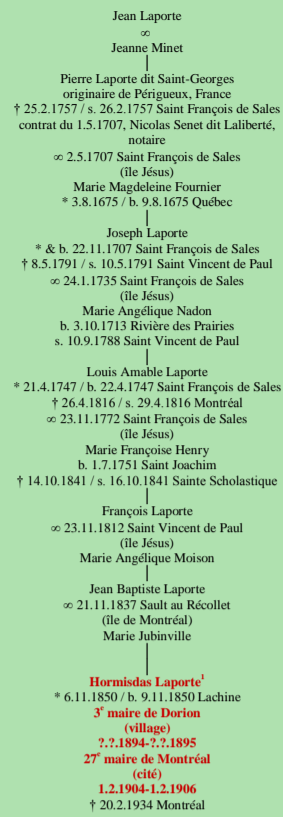 Jean Laporte
∞
Jeanne Minet
Pierre Laporte dit Saint-Georges
originaire de Périgueux, France
† 25.2.1757 / s. 26.2.1757 Saint François de Sales
contrat du 1.5.1707, Nicolas Senet dit Laliberté,
notaire
∞ 2.5.1707 Saint François de Sales
(île Jésus)
Marie Magdeleine Fournier
* 3.8.1675 / b. 9.8.1675 Québec
Joseph Laporte
* & b. 22.11.1707 Saint François de Sales
† 8.5.1791 / s. 10.5.1791 Saint Vincent de Paul
∞ 24.1.1735 Saint François de Sales
(île Jésus)
Marie Angélique Nadon
b. 3.10.1713 Rivière des Prairies
s. 10.9.1788 Saint Vincent de Paul
Louis Amable Laporte
* 21.4.1747 / b. 22.4.1747 Saint François de Sales
† 26.4.1816 / s. 29.4.1816 Montréal
∞ 23.11.1772 Saint François de Sales
(île Jésus)
Marie Françoise Henry
b. 1.7.1751 Saint Joachim
† 14.10.1841 / s. 16.10.1841 Sainte Scholastique
François Laporte
∞ 23.11.1812 Saint Vincent de Paul
(île Jésus)
Marie Angélique Moison
Jean Baptiste Laporte
∞ 21.11.1837 Sault au Récollet
(île de Montréal)
Marie Jubinville
Hormisdas Laporte¹
* 6.11.1850 / b. 9.11.1850 Lachine
3e maire de Dorion
(village)
?.?.1894-?.?.1895
27e maire de Montréal
(cité)
1.2.1904-1.2.1906
† 20.2.1934 Montréal